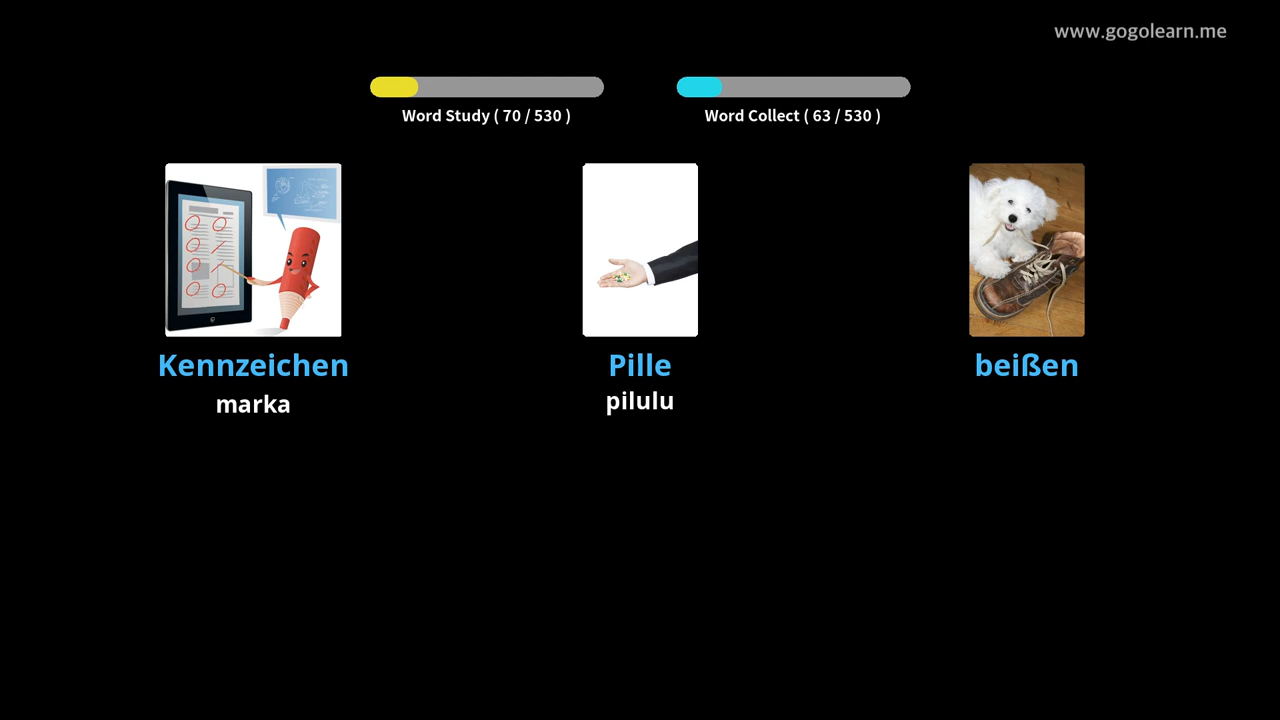 www.gogolearn.me
Word Study ( 70 / 530 )
Word Collect ( 63 / 530 )
Kennzeichen
marka
Pille
pilulu
beißen